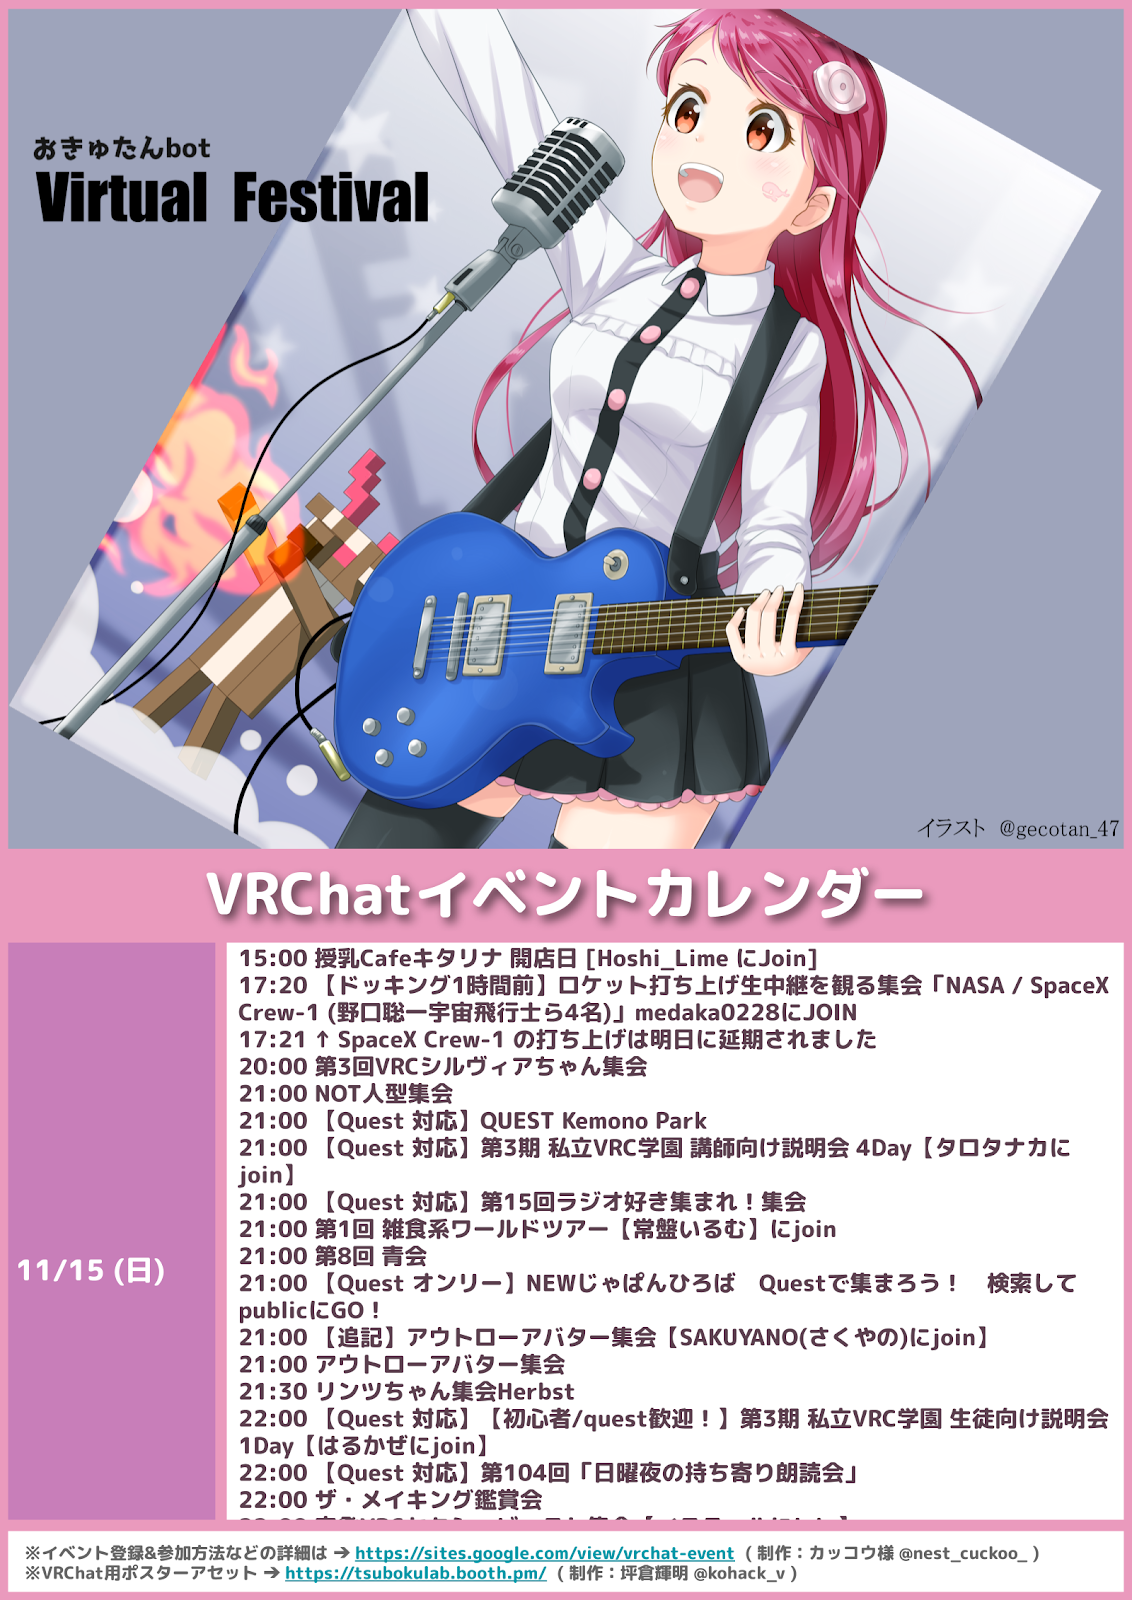 おきゅたんbot
Virtual Festival
イラスト @gecotan_47
VRChatイベントカレンダー
11/15 (日)
15:00 授乳Cafeキタリナ 開店日 [Hoshi_Lime にJoin]
17:20 【ドッキング1時間前】ロケット打ち上げ生中継を観る集会「NASA / SpaceX
Crew-1 (野口聡一宇宙飛行士ら4名)」medaka0228にJOIN
17:21 ↑ SpaceX Crew-1 の打ち上げは明日に延期されました
20:00 第3回VRCシルヴィアちゃん集会
21:00 NOT人型集会
21:00 【Quest 対応】QUEST Kemono Park
21:00 【Quest 対応】第3期 私立VRC学園 講師向け説明会 4Day【タロタナカに
join】
21:00 【Quest 対応】第15回ラジオ好き集まれ！集会
21:00 第1回 雑食系ワールドツアー【常盤いるむ】にjoin
21:00 第8回 青会
21:00 【Quest オンリー】NEWじゃぱんひろば　Questで集まろう！　検索して
publicにGO！
21:00 【追記】アウトローアバター集会【SAKUYANO(さくやの)にjoin】
21:00 アウトローアバター集会
21:30 リンツちゃん集会Herbst
22:00 【Quest 対応】【初心者/quest歓迎！】第3期 私立VRC学園 生徒向け説明会
1Day【はるかぜにjoin】
22:00 【Quest 対応】第104回「日曜夜の持ち寄り朗読会」
22:00 ザ・メイキング鑑賞会
※イベント登録&参加方法などの詳細は ➔ https://sites.google.com/view/vrchat-event ( 制作：カッコウ様 @nest_cuckoo_ )
※VRChat用ポスターアセット ➔ https://tsubokulab.booth.pm/ ( 制作：坪倉輝明 @kohack_v )